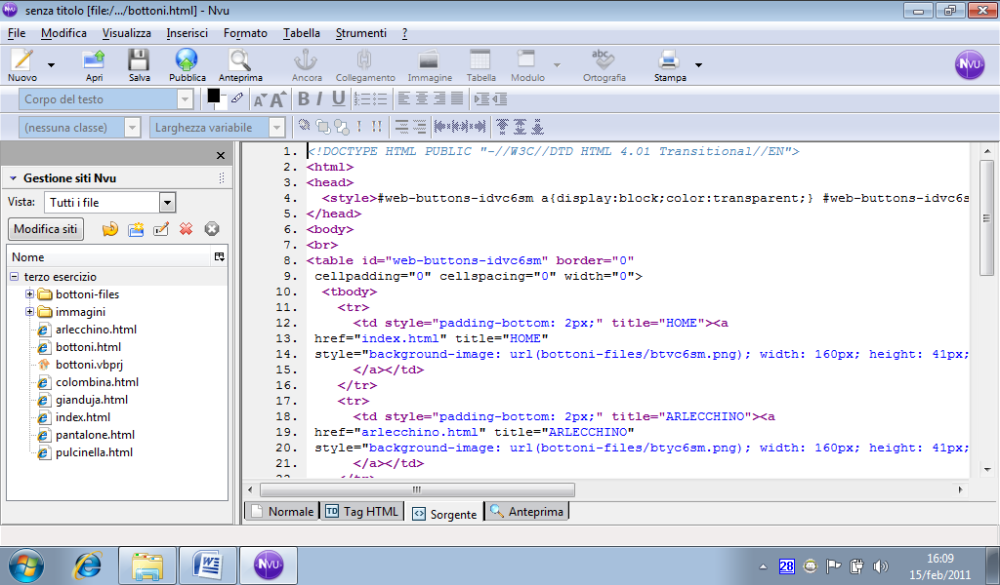 senza titolo [file:/.../bottoni.html] - Nvu
File Modifica Visualizza Inserisci Formato Tabella Strumenti ?
Nuovo Apri Salva Pubblica Anteprima Ancora Collegamento Immagine Tabella Modulo Ortografia Stampa
Corpo del testo
(nessuna classe) Larghezza variabile
Gestione siti Nvu
Vista: Tutti i file
Modifica siti
Nome
terzo esercizio
bottoni-files
immagini
arlecchino.html
bottoni.html
bottoni.vbprj
colombina.html
gianduja.html
index.html
pantalone.html
pulcinella.html
1. <!DOCTYPE HTML PUBLIC "-//W3C//DTD HTML 4.01 Transitional//EN">
2. <html>
3. <head>
4. <style>#web-buttons-idvc6sm a{display:block;color:transparent;} #web-buttons-idvc6s
5. </head>
6. <body>
7. <br>
8. <table id="web-buttons-idvc6sm" border="0"
9. cellpadding="0" cellspacing="0" width="0">
10. <tbody>
11. <tr>
12. <td style="padding-bottom: 2px;" title="HOME"><a
13. href="index.html" title="HOME"
14. style="background-image: url(bottoni-files/btvc6sm.png); width: 160px; height: 41px;
15. </a></td>
16. </tr>
17. <tr>
18. <td style="padding-bottom: 2px;" title="ARLECCHINO"><a
19. href="arlecchino.html" title="ARLECCHINO"
20. style="background-image: url(bottoni-files/btyc6sm.png); width: 160px; height: 41px;
21. </a></td>
22. </tr>
Normale Tag HTML Sorgente Anteprima
28
16:09
15/feb/2011